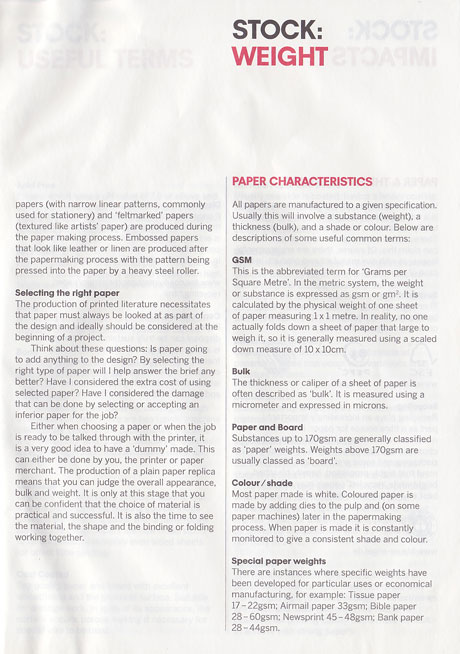 STOCK:
WEIGHT
papers (with narrow linear patterns, commonly
used for stationery) and ‘feltmarked’ papers
(textured like artists’ paper) are produced during
the paper making process. Embossed papers
that look like leather or linen are produced after
the papermaking process with the pattern being
pressed into the paper by a heavy steel roller.
Selecting the right paper
The production of printed literature necessitates
that paper must always be looked at as part of
the design and ideally should be considered at the
beginning of a project.
Think about these questions: Is paper going
to add anything to the design? By selecting the
right type of paper will I help answer the brief any
better? Have I considered the extra cost of using
selected paper? Have I considered the damage
that can be done by selecting or accepting an
inferior paper for the job?
Either when choosing a paper or when the job
is ready to be talked through with the printer, it
is a very good idea to have a ‘dummy’ made. This
can either be done by you, the printer or paper
merchant. The production of a plain paper replica
means that you can judge the overall appearance,
bulk and weight. It is only at this stage that you
can be confident that the choice of material is
practical and successful. It is also the time to see
the material, the shape and the binding or folding
working together.
PAPER CHARACTERISTICS
All papers are manufactured to a given specification.
Usually this will involve a substance (weight), a
thickness (bulk), and a shade or colour. Below are
descriptions of some useful common terms:
GSM
This is the abbreviated term for ‘Grams per
Square Metre’. In the metric system, the weight
or substance is expressed as gsm or gm². It is
calculated by the physical weight of one sheet
of paper measuring 1 x 1 metre. In reality, no one
actually folds down a sheet of paper that large to
weigh it, so it is generally measured using a scaled
down measure of 10 x 10cm.
Bulk
The thickness or caliper of a sheet of paper is
often described as ‘bulk’. It is measured using a
micrometer and expressed in microns.
Paper and Board
Substances up to 170gsm are generally classified
as ‘paper’ weights. Weights above 170gsm are
usually classed as ‘board’.
Colour / shade
Most paper made is white. Coloured paper is
made by adding dies to the pulp and (on some
paper machines) later in the papermaking
process. When paper is made it is constantly
monitored to give a consistent shade and colour.
Special paper weights
There are instances where specific weights have
been developed for particular uses or economical
manufacturing, for example: Tissue paper
17 – 22gsm; Airmail paper 33gsm; Bible paper
28 – 60gsm; Newsprint 45 – 48gsm; Bank paper
28 – 44gsm.
STOCK:
USEFUL TERMS
STOCK:
IMPACTS